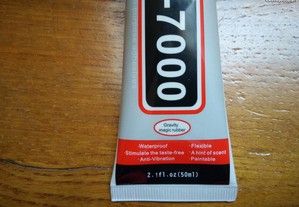 -7000
Gravity
magic rubber
Waterproof
Stimulate the taste-free
Anti-Vibration
Flexible
A hint of scent
Paintable
2.1fl.oz(50ml)